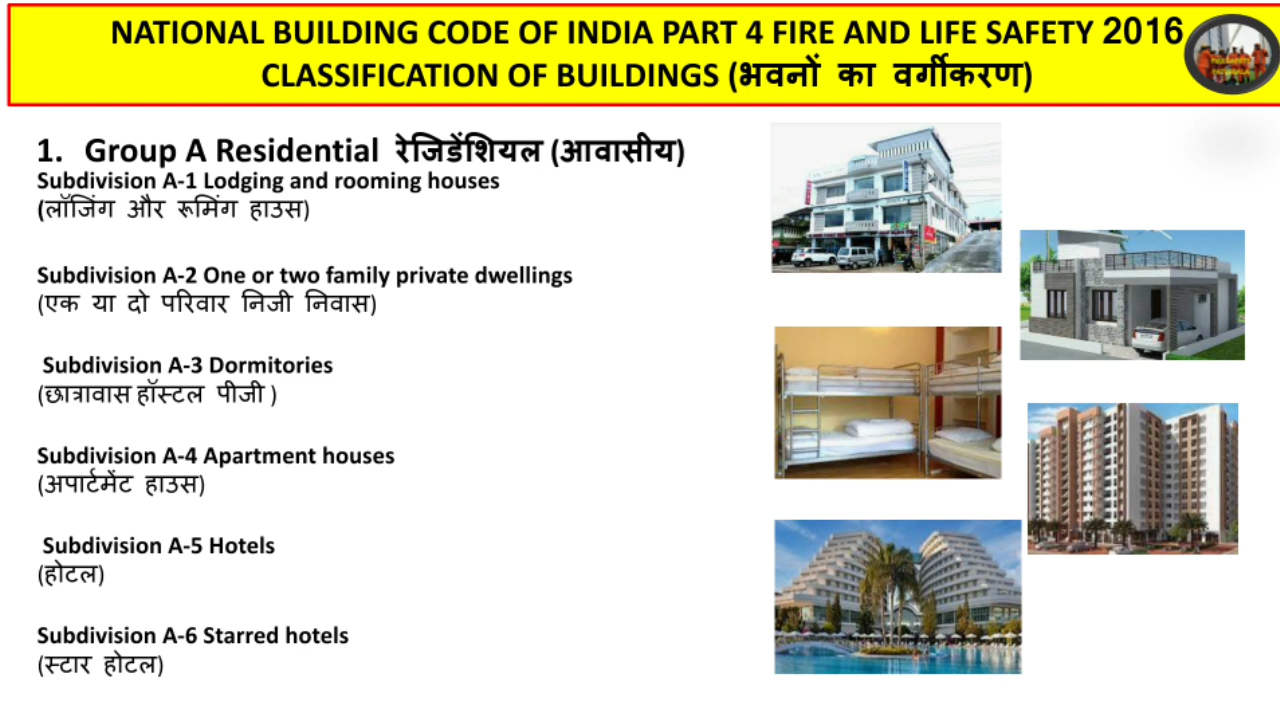 NATIONAL BUILDING CODE OF INDIA PART 4 FIRE AND LIFE SAFETY 2016
CLASSIFICATION OF BUILDINGS (भवनों का वर्गीकरण)
1. Group A Residential रेजिडेंशियल (आवासीय)
Subdivision A-1 Lodging and rooming houses
(लॉजिंग और रूमिंग हाउस)
Subdivision A-2 One or two family private dwellings
(एक या दो परिवार निजी निवास)
Subdivision A-3 Dormitories
(छात्रावास हॉस्टल पीजी )
Subdivision A-4 Apartment houses
(अपार्टमेंट हाउस)
Subdivision A-5 Hotels
(होटल)
Subdivision A-6 Starred hotels
(स्टार होटल)